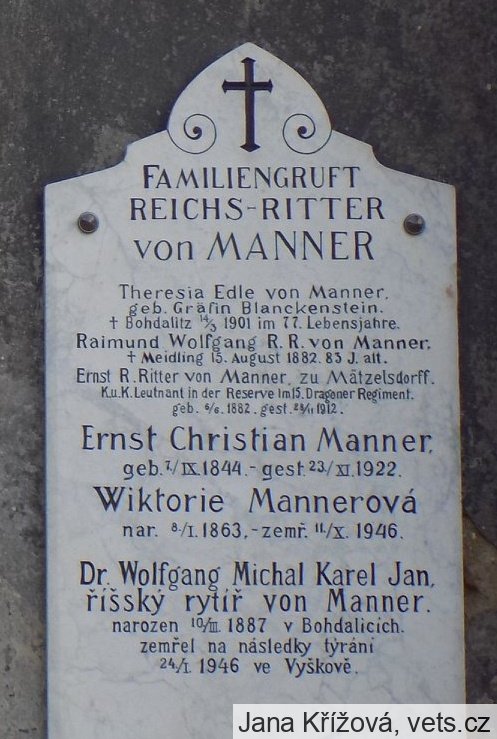 FAMILIENGRUFT
REICHS-RITTER
von MANNER
Theresia Edle von Manner,
geb. Gräfin Blanckenstein.
† Bohdalitz 14/3 1901 im 77. Lebensjahre.
Raimund Wolfgang R. R. von Manner,
† Meidling 15. August 1882. 83 J. alt.
Ernst R. Ritter von Manner, zu Mätzelsdorff.
K.u.K. Leutnant in der Reserve im 15. Dragoner Regiment.
geb. 6/6. 1882. gest. 28/11 1912.
Ernst Christian Manner,
geb. 7/IX. 1844.- gest. 23/XI. 1922.
Wiktorie Mannerová
nar. 8/I. 1863,- zemř. 11/X. 1946.
Dr. Wolfgang Michal Karel Jan,
říšský rytíř von Manner.
narozen 10/III. 1887 v Bohdalicích.
zemřel na následky týrání
24/I. 1946 ve Vyškově.
Jana Křížová, vets.cz